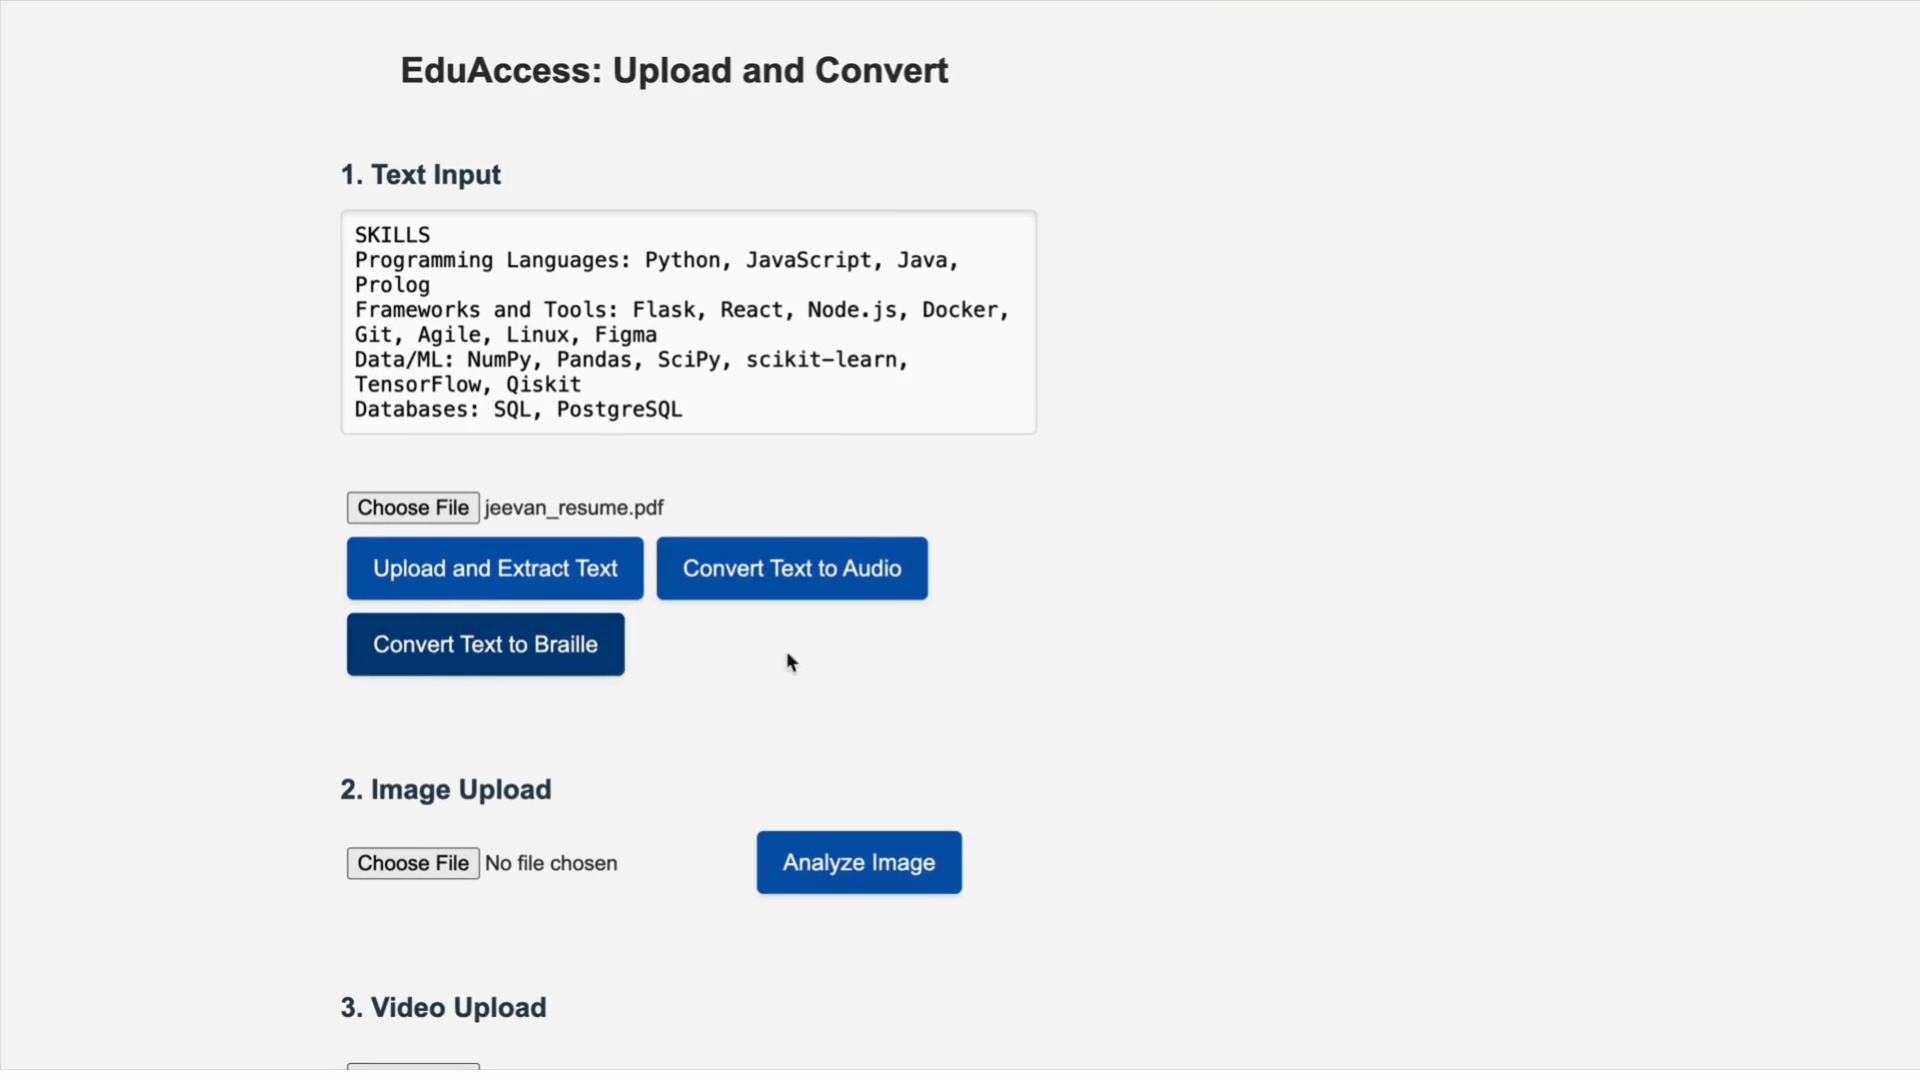 EduAccess: Upload and Convert
1. Text Input
SKILLS
Programming Languages: Python, JavaScript, Java,
Prolog
Frameworks and Tools: Flask, React, Node.js, Docker,
Git, Agile, Linux, Figma
Data/ML: NumPy, Pandas, SciPy, scikit-learn,
TensorFlow, Qiskit
Databases: SQL, PostgreSQL
Choose File jeevan_resume.pdf
Upload and Extract Text Convert Text to Audio
Convert Text to Braille
2. Image Upload
Choose File No file chosen Analyze Image
3. Video Upload